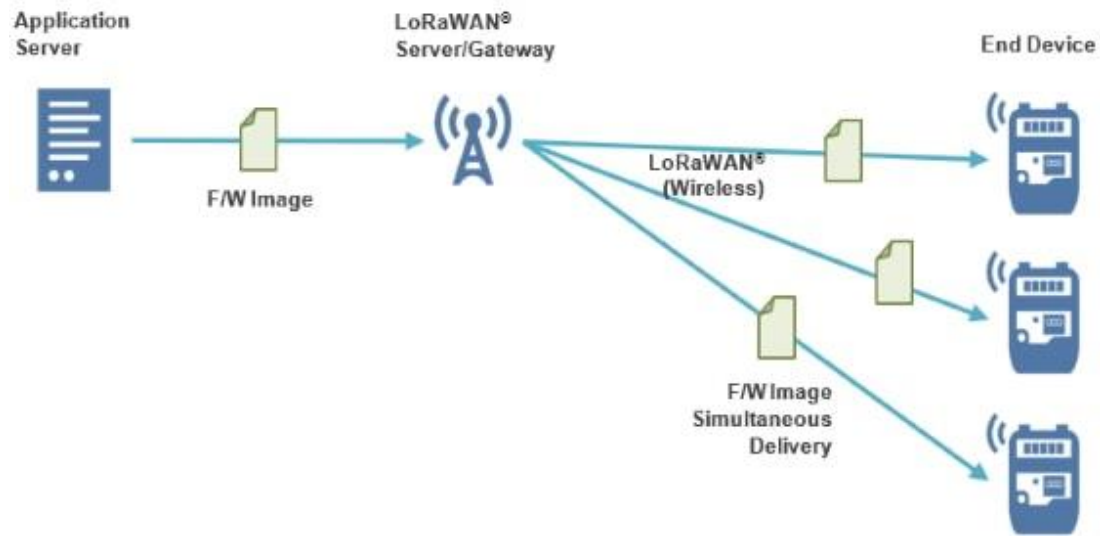 Application
Server
LoRaWAN®
Server/Gateway
End Device
F/W Image
LoRaWAN®
(Wireless)
F/W Image
Simultaneous
Delivery